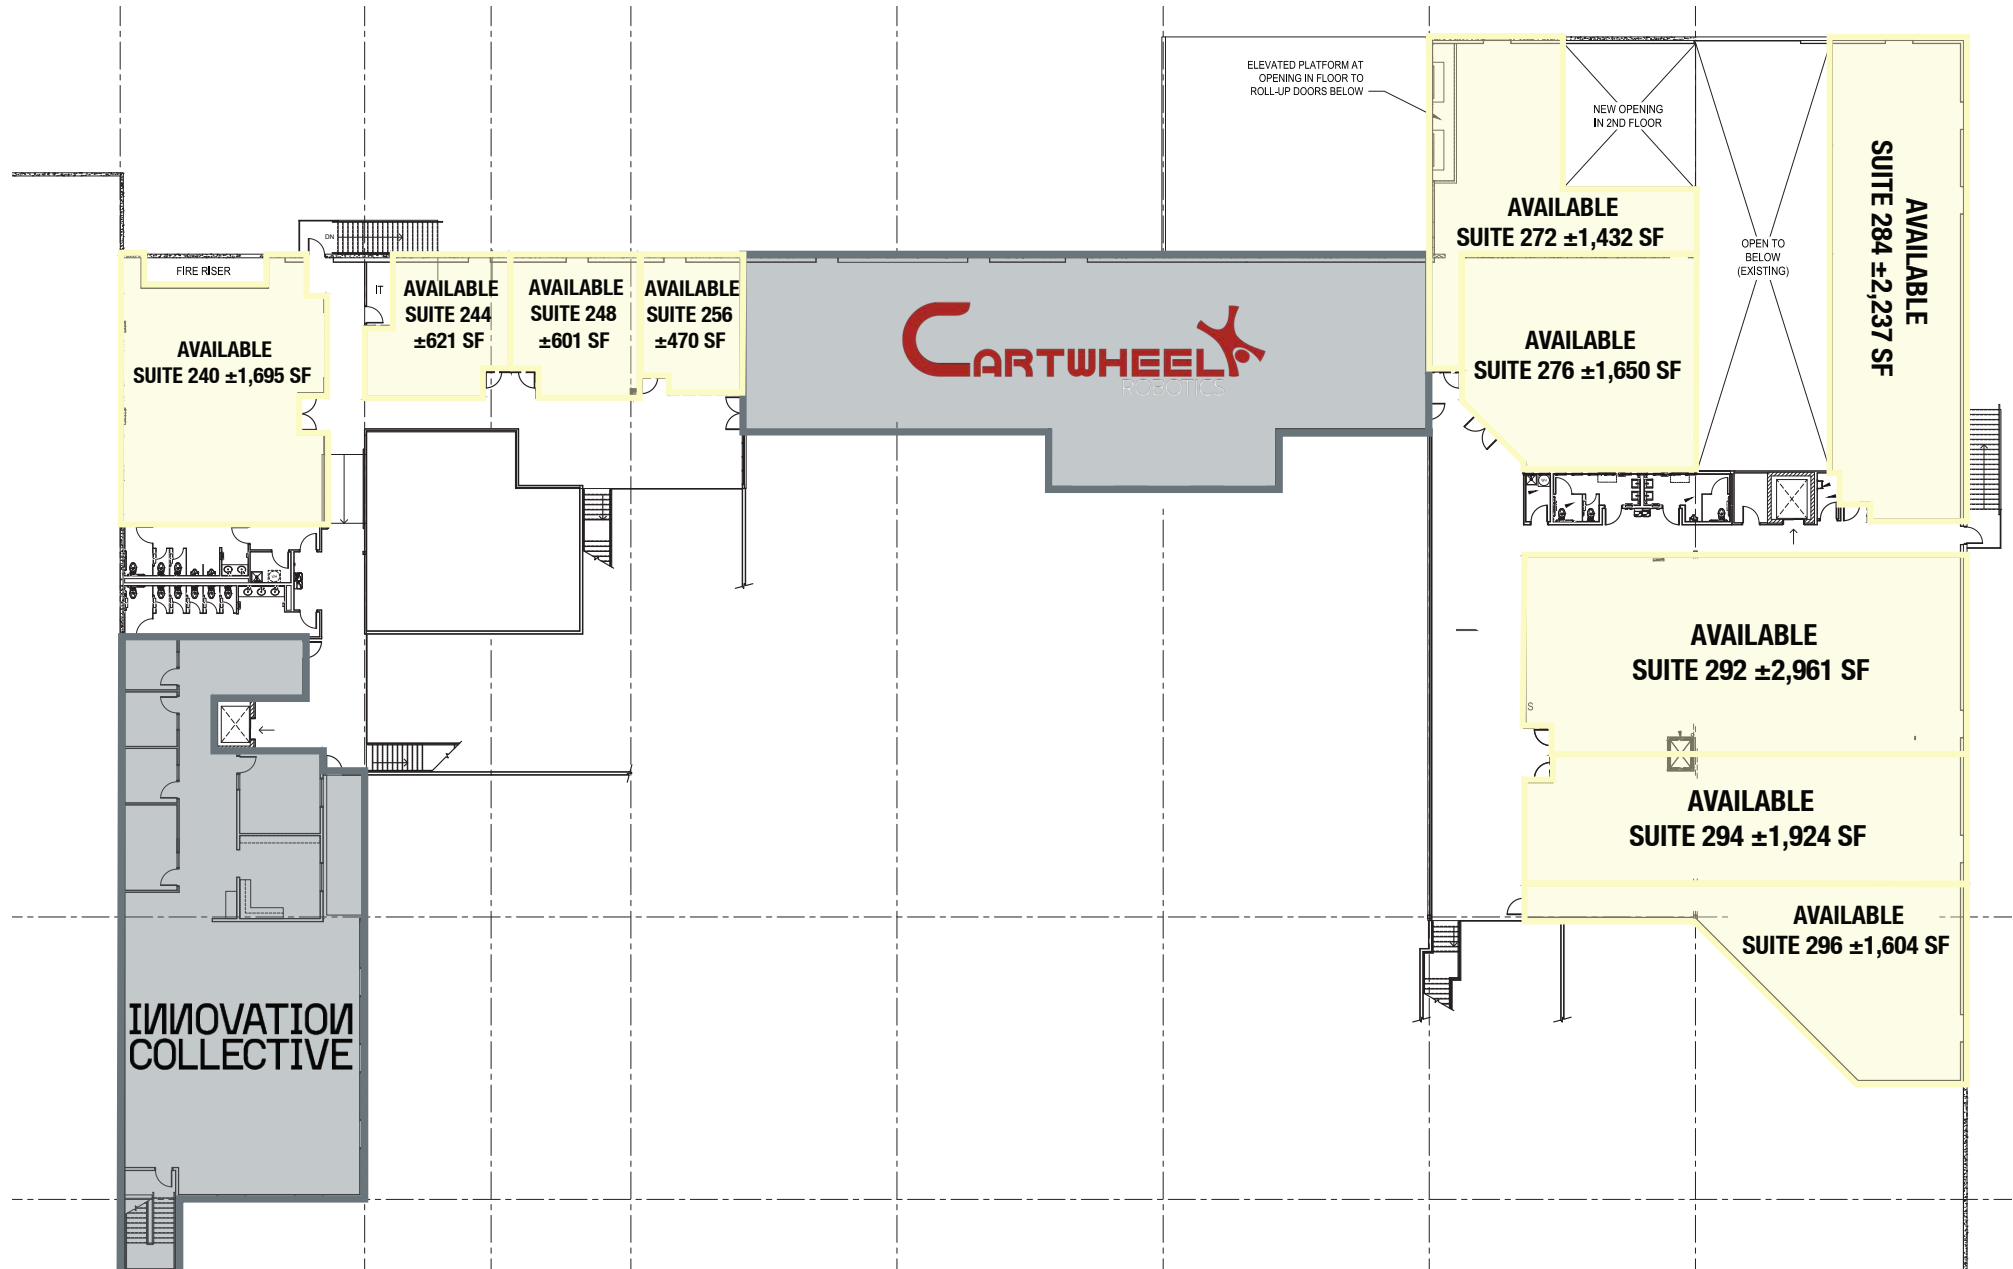 ELEVATED PLATFORM AT
OPENING IN FLOOR TO
ROLL-UP DOORS BELOW
NEW OPENING
IN 2ND FLOOR
OPEN TO
BELOW
(EXISTING)
AVAILABLE
SUITE 284 ±2,237 SF
AVAILABLE
SUITE 272 ±1,432 SF
DN
FIRE RISER
IT
AVAILABLE
SUITE 240 ±1,695 SF
AVAILABLE
SUITE 244
±621 SF
AVAILABLE
SUITE 248
±601 SF
AVAILABLE
SUITE 256
±470 SF
CARTWHEEL
ROBOTICS
AVAILABLE
SUITE 276 ±1,650 SF
AVAILABLE
SUITE 292 ±2,961 SF
S
AVAILABLE
SUITE 294 ±1,924 SF
AVAILABLE
SUITE 296 ±1,604 SF
INNOVATION
COLLECTIVE